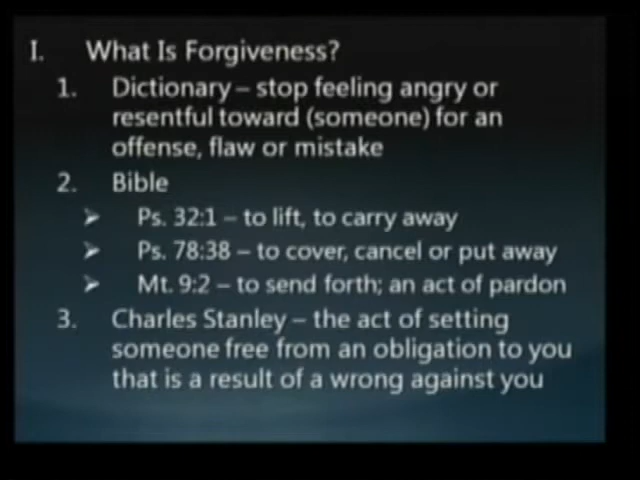 I. What Is Forgiveness?
1. Dictionary – stop feeling angry or
resentful toward (someone) for an
offense, flaw or mistake
2. Bible
➢ Ps. 32:1 – to lift, to carry away
➢ Ps. 78:38 – to cover, cancel or put away
➢ Mt. 9:2 – to send forth; an act of pardon
3. Charles Stanley – the act of setting
someone free from an obligation to you
that is a result of a wrong against you